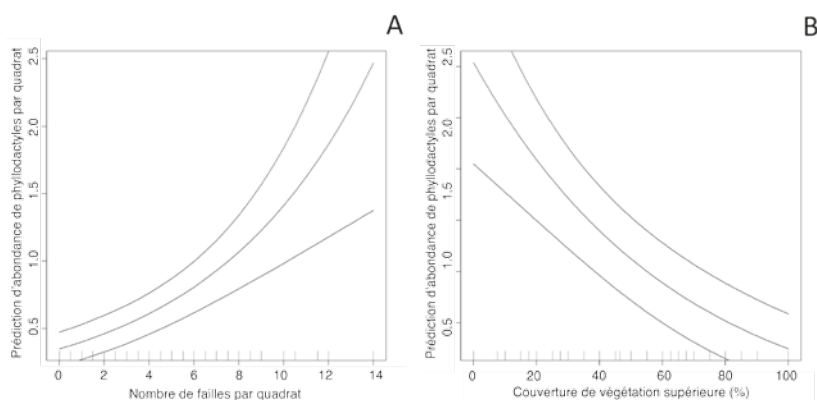 A
Prédiction d'abondance de phyllodactyles par quadrat
2.5
2.0
1.5
1.0
0.5
0 2 4 6 8 10 12 14
Nombre de failles par quadrat
B
Prédiction d'abondance de phyllodactyles par quadrat
2.5
2.0
1.5
1.0
0.5
0 20 40 60 80 100
Couverture de végétation supérieure (%)